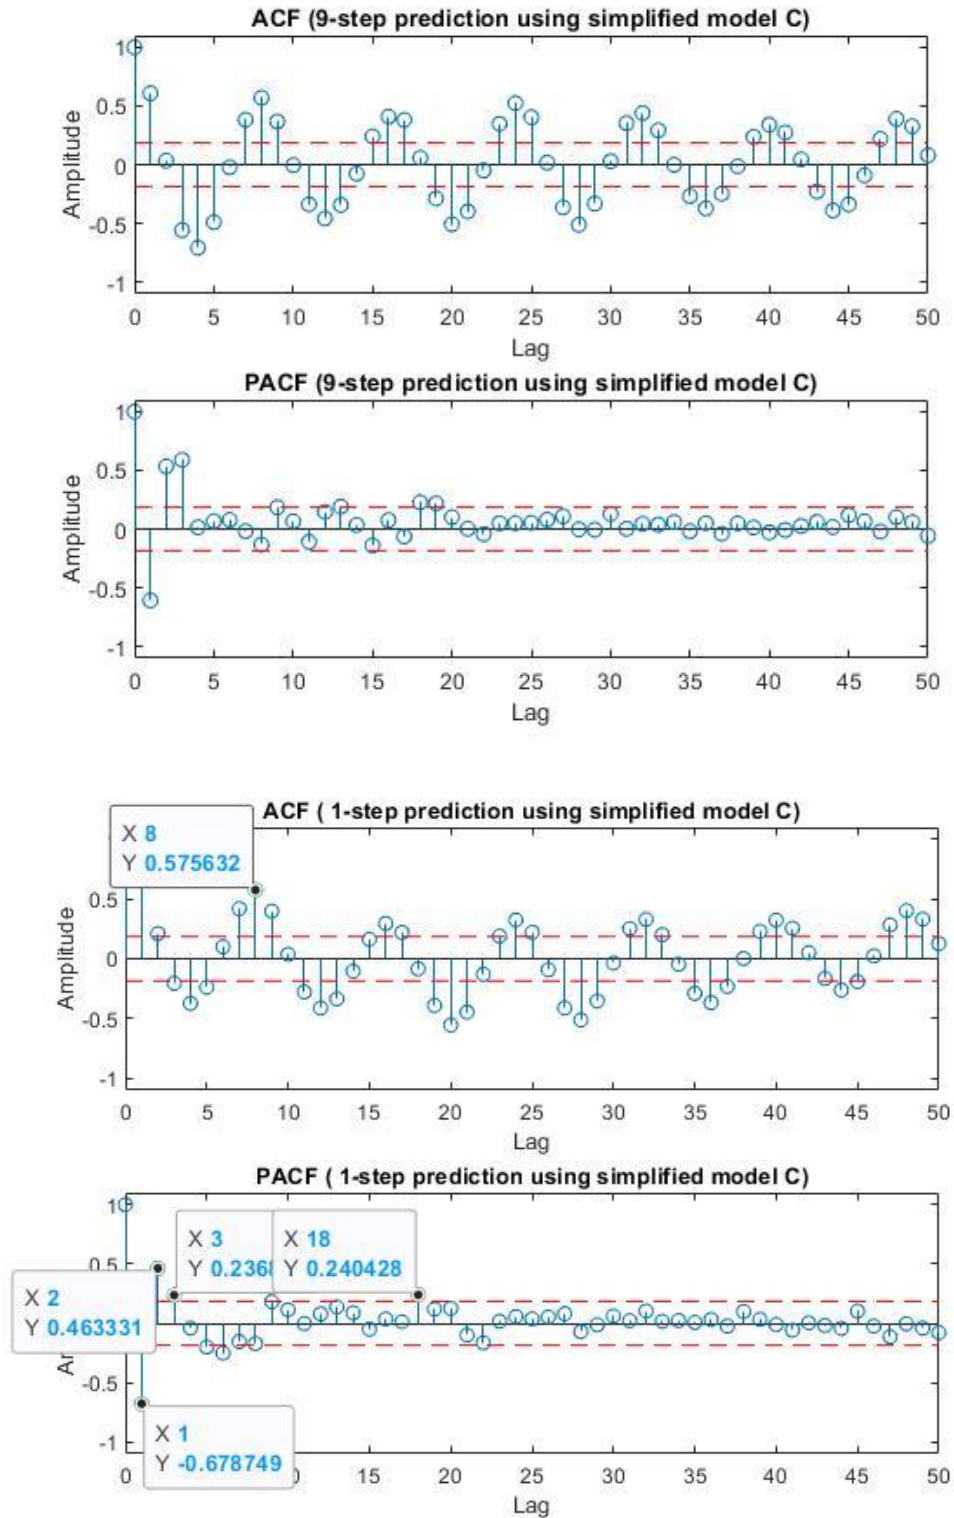 ACF (9-step prediction using simplified model C)
1
0.5
0
-0.5
-1
Amplitude
0 5 10 15 20 25 30 35 40 45 50
Lag
PACF (9-step prediction using simplified model C)
1
0.5
0
-0.5
-1
Amplitude
0 5 10 15 20 25 30 35 40 45 50
Lag
ACF ( 1-step prediction using simplified model C)
X 8
Y 0.575632
0.5
0
-0.5
-1
Amplitude
0 5 10 15 20 25 30 35 40 45 50
Lag
PACF ( 1-step prediction using simplified model C)
1
X 3
Y 0.2368
X 18
Y 0.240428
0.5
X 2
Y 0.463331
-0.5
X 1
Y -0.678749
-1
0 15 20 25 30 35 40 45 50
Lag